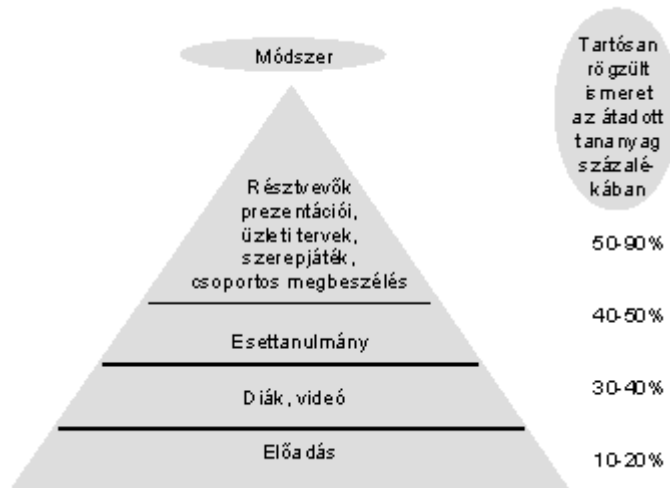 Módszer
Tartósan
rögzült
ismeret
az átadott
tananyag
százalé-
kában
Résztvevők
prezentációi,
üzleti tervek,
szerepjáték,
csoportos megbeszélés
50-90%
Esettanulmány
40-50%
Diák, videó
30-40%
Előadás
10-20%